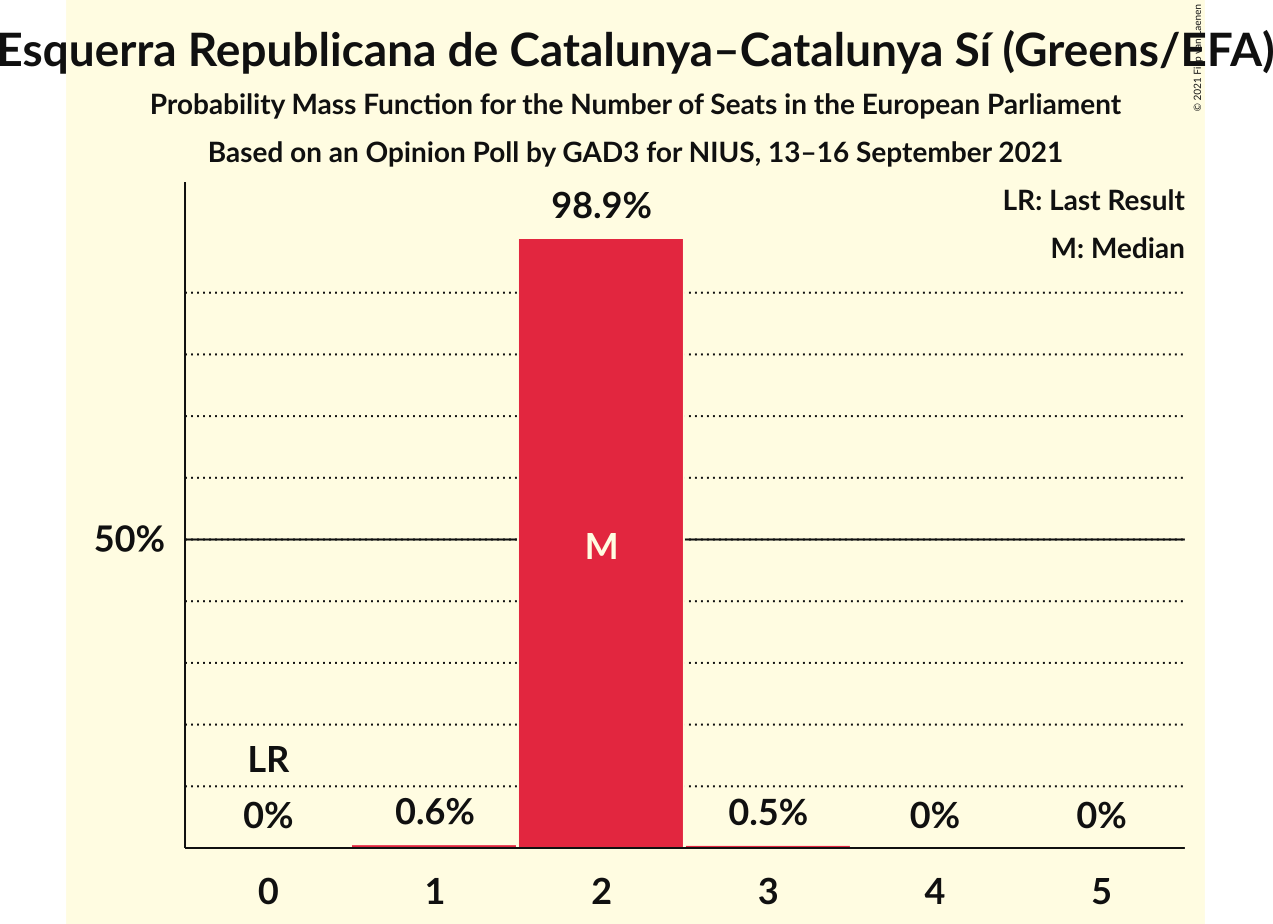 Esquerra Republicana de Catalunya–Catalunya Sí (Greens/EFA)
Probability Mass Function for the Number of Seats in the European Parliament
Based on an Opinion Poll by GAD3 for NIUS, 13–16 September 2021
© 2021
LR: Last Result
M: Median
98.9%
50%
M
LR
0%
0.6%
0.5%
0%
0%
0 1 2 3 4 5